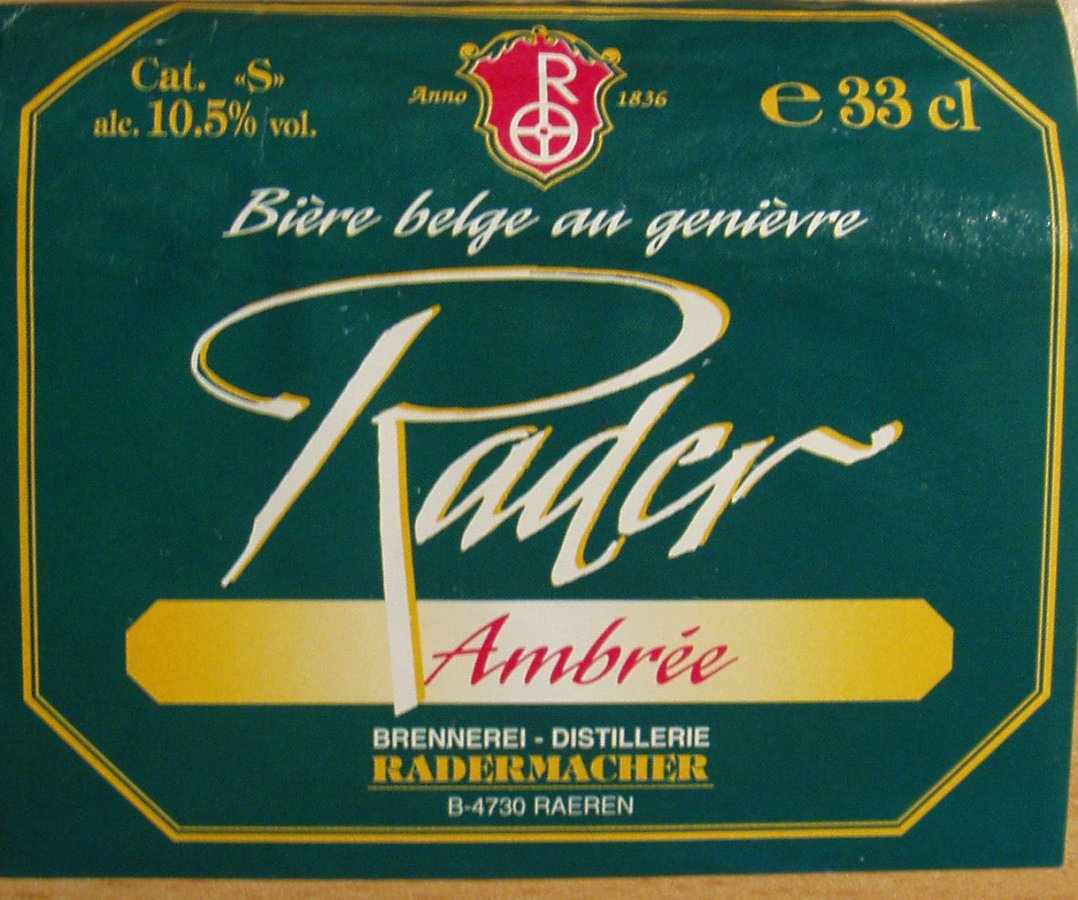 Cat. «S»
alc. 10.5% vol.
Anno 1836
R
e 33 cl
Bière belge au genièvre
Rader
Ambrée
BRENNEREI - DISTILLERIE
RADERMACHER
B-4730 RAEREN